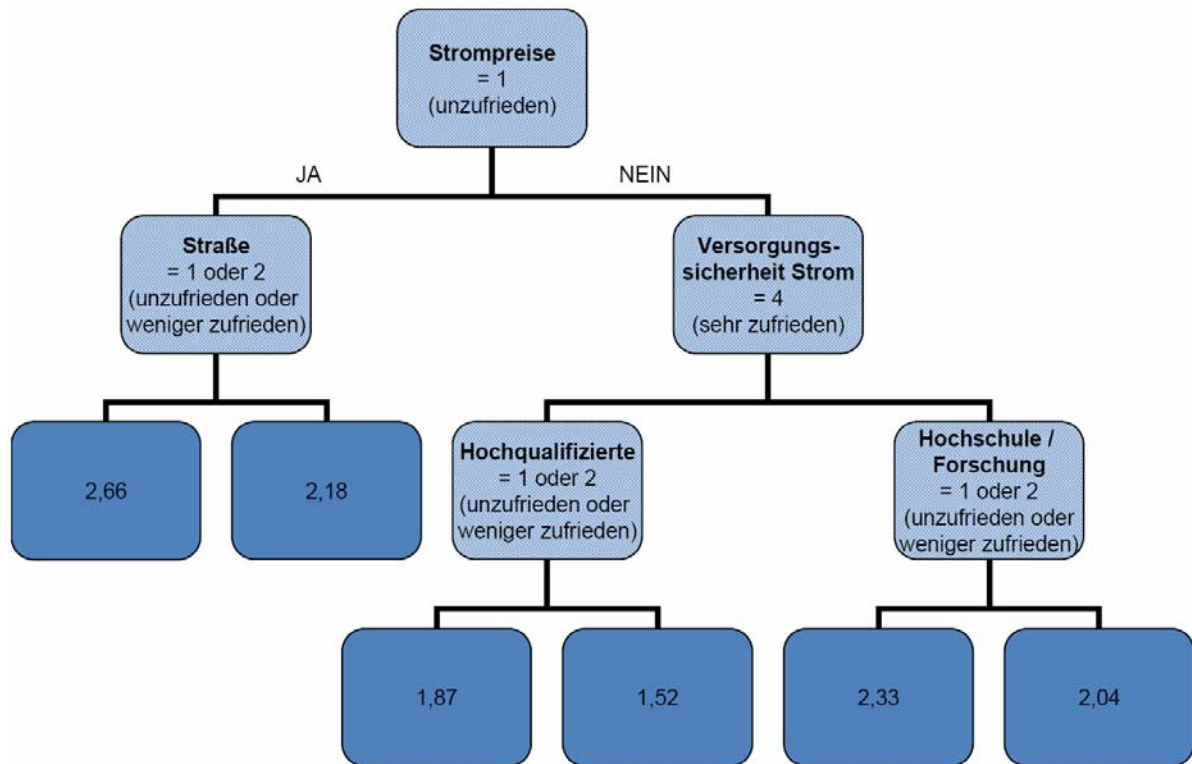 Strompreise
= 1
(unzufrieden)
JA
NEIN
Straße
= 1 oder 2
(unzufrieden oder
weniger zufrieden)
Versorgungs-
sicherheit Strom
= 4
(sehr zufrieden)
2,66
2,18
Hochqualifizierte
= 1 oder 2
(unzufrieden oder
weniger zufrieden)
Hochschule /
Forschung
= 1 oder 2
(unzufrieden oder
weniger zufrieden)
1,87
1,52
2,33
2,04